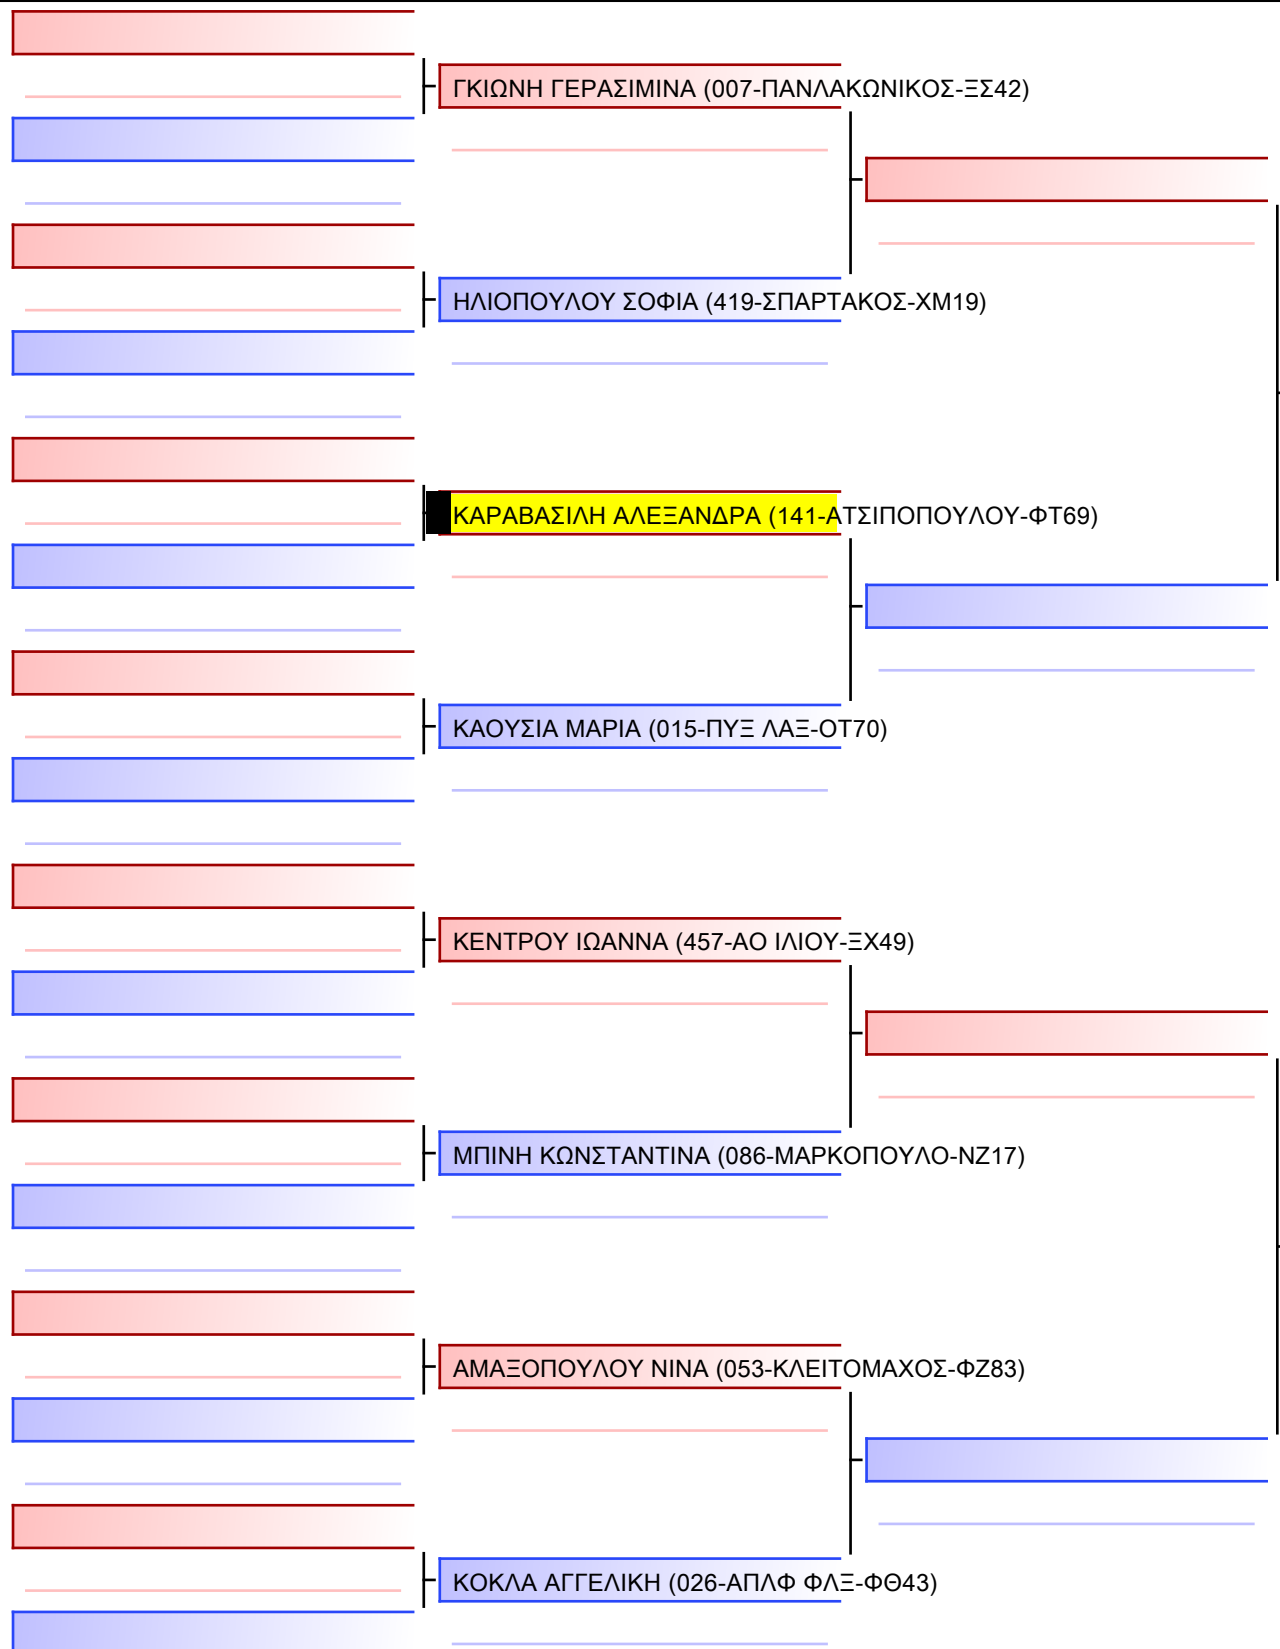 ΓΚΙΩΝΗ ΓΕΡΑΣΙΜΙΝΑ (007-ΠΑΝΛΑΚΩΝΙΚΟΣ-ΞΣ42)
ΗΛΙΟΠΟΥΛΟΥ ΣΟΦΙΑ (419-ΣΠΑΡΤΑΚΟΣ-ΧΜ19)
ΚΑΡΑΒΑΣΙΛΗ ΑΛΕΞΑΝΔΡΑ (141-ΑΤΣΙΠΟΠΟΥΛΟΥ-ΦΤ69)
ΚΑΟΥΣΙΑ ΜΑΡΙΑ (015-ΠΥΞ ΛΑΞ-ΟΤ70)
ΚΕΝΤΡΟΥ ΙΩΑΝΝΑ (457-ΑΟ ΙΛΙΟΥ-ΞΧ49)
ΜΠΙΝΗ ΚΩΝΣΤΑΝΤΙΝΑ (086-ΜΑΡΚΟΠΟΥΛΟ-ΝΖ17)
ΑΜΑΞΟΠΟΥΛΟΥ ΝΙΝΑ (053-ΚΛΕΙΤΟΜΑΧΟΣ-ΦΖ83)
ΚΟΚΛΑ ΑΓΓΕΛΙΚΗ (026-ΑΠΛΦ ΦΛΞ-ΦΘ43)